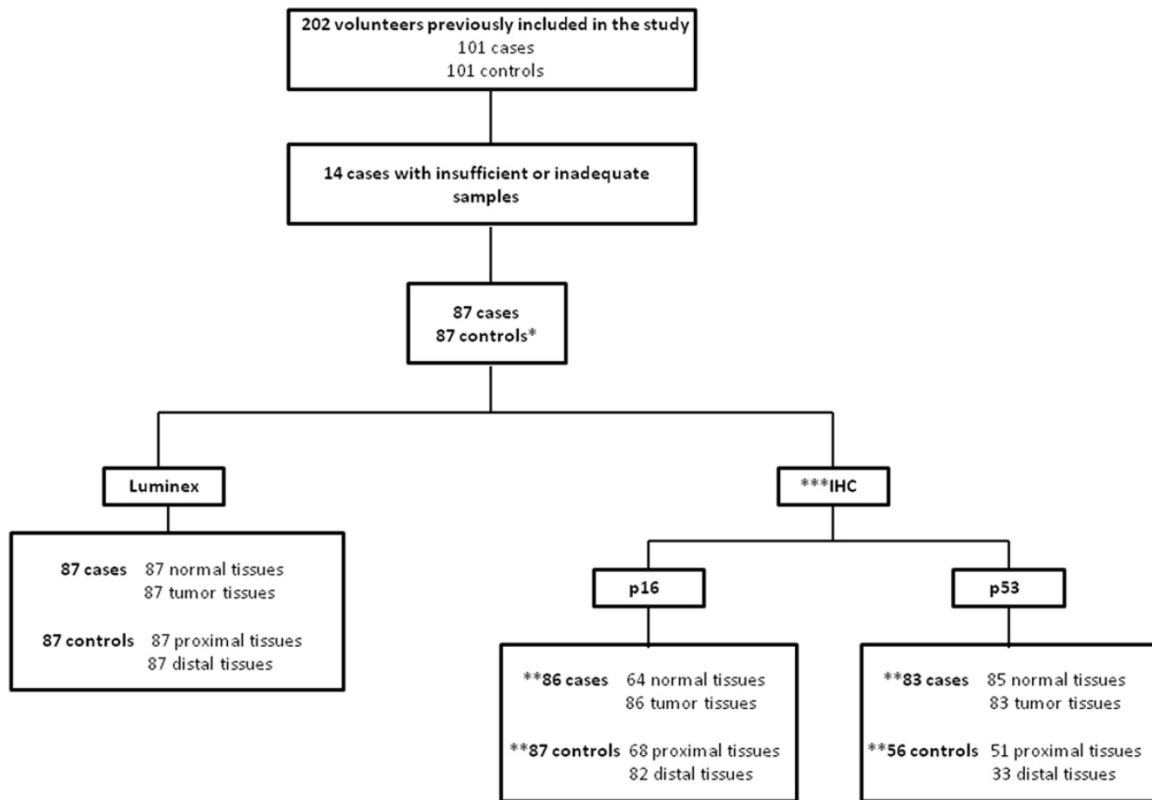 202 volunteers previously included in the study
101 cases
101 controls
14 cases with insufficient or inadequate
samples
87 cases
87 controls*
Luminex
87 cases 87 normal tissues
87 tumor tissues
87 controls 87 proximal tissues
87 distal tissues
***IHC
p16
**86 cases 64 normal tissues
86 tumor tissues
**87 controls 68 proximal tissues
82 distal tissues
p53
**83 cases 85 normal tissues
83 tumor tissues
**56 controls 51 proximal tissues
33 distal tissues